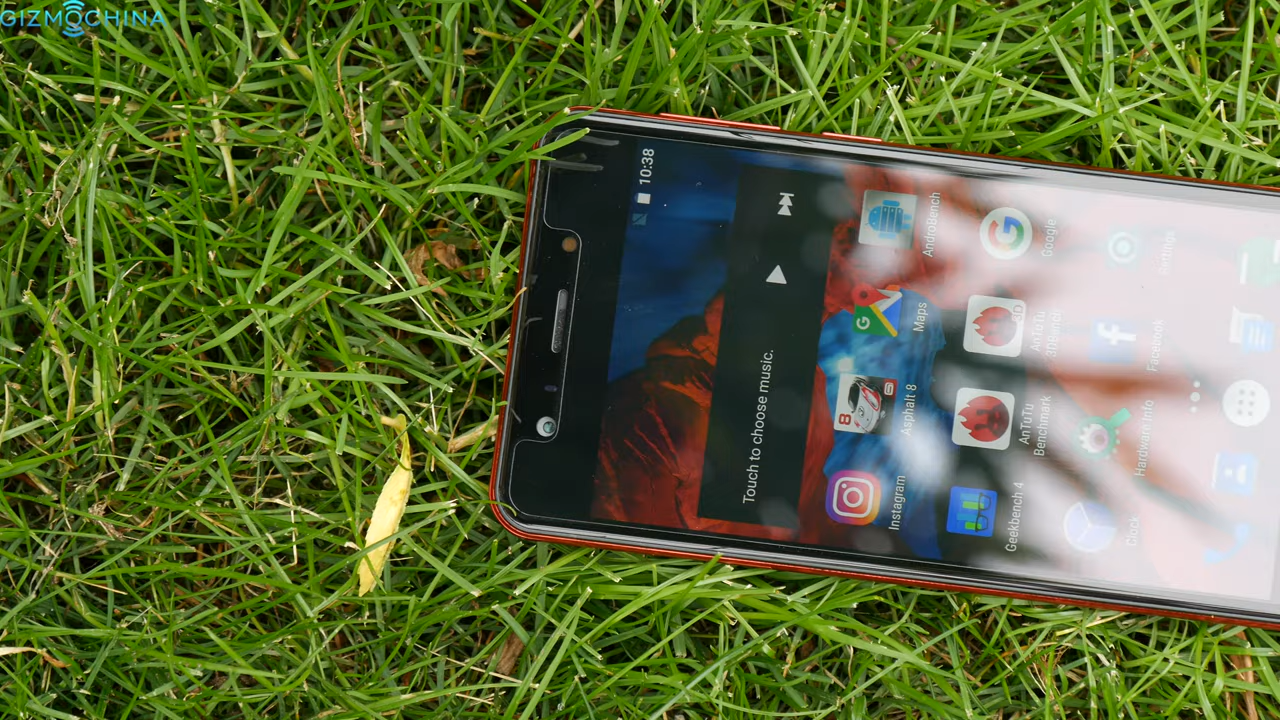 GIZMOCHINA
10:38
Touch to choose music.
AndroBench
Maps
Asphalt 8
Instagram
Google
AnTuTu
3DBench
AnTuTu
Benchmark
Geekbench 4
Settings
Facebook
Hardware Info
Clock